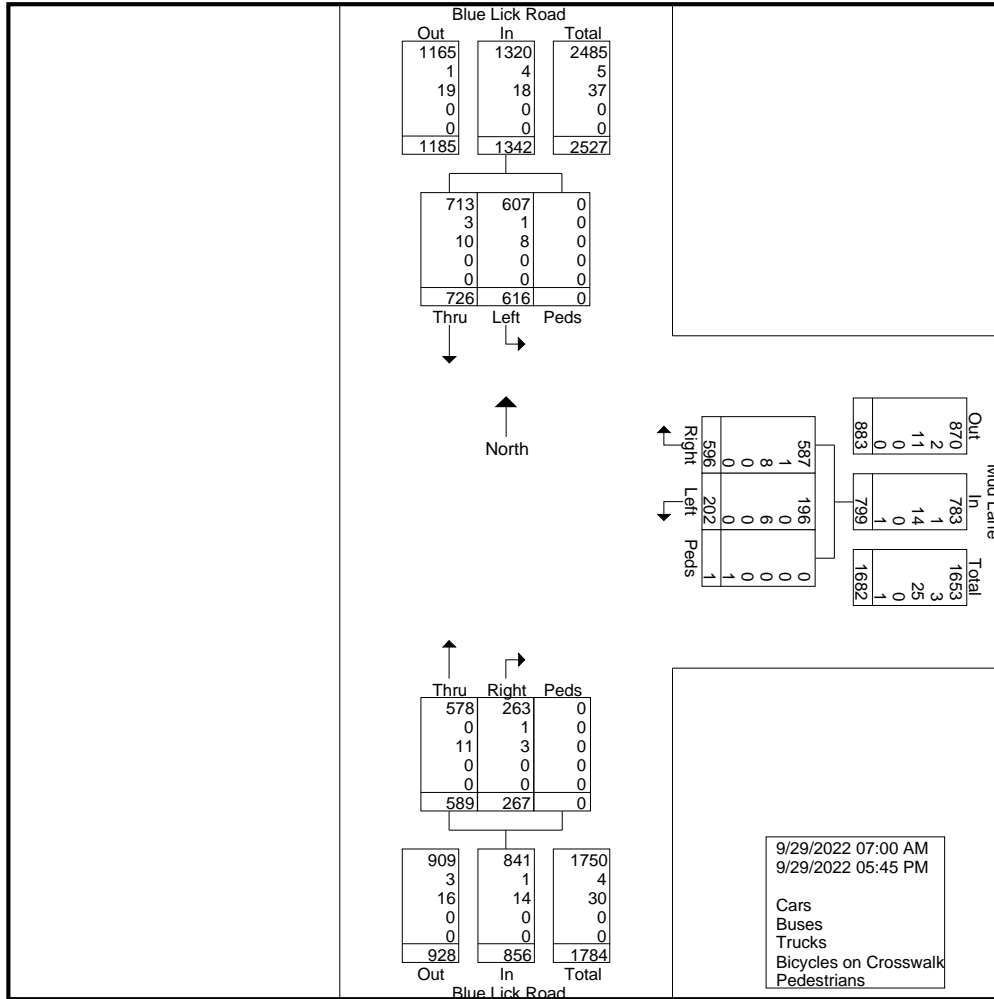 Blue Lick Road
Out In Total
1165 1320 2485
1 4 5
19 18 37
0 0 0
0 0 0
1185 1342 2527
713 607 0
3 1 0
10 8 0
0 0 0
0 0 0
726 616 0
Thru Left Peds
North
Mud Lane
Out In Total
870 783 1653
2 1 3
11 14 25
0 0 0
0 1 1
883 799 1682
587 196 0
1 0 0
8 6 0
0 0 0
0 0 1
596 202 1
Right Left Peds
Thru Right Peds
578 263 0
0 1 0
11 3 0
0 0 0
0 0 0
589 267 0
909 841 1750
3 1 4
16 14 30
0 0 0
0 0 0
928 856 1784
Out In Total
Blue Lick Road
9/29/2022 07:00 AM
9/29/2022 05:45 PM
Cars
Buses
Trucks
Bicycles on Crosswalk
Pedestrians